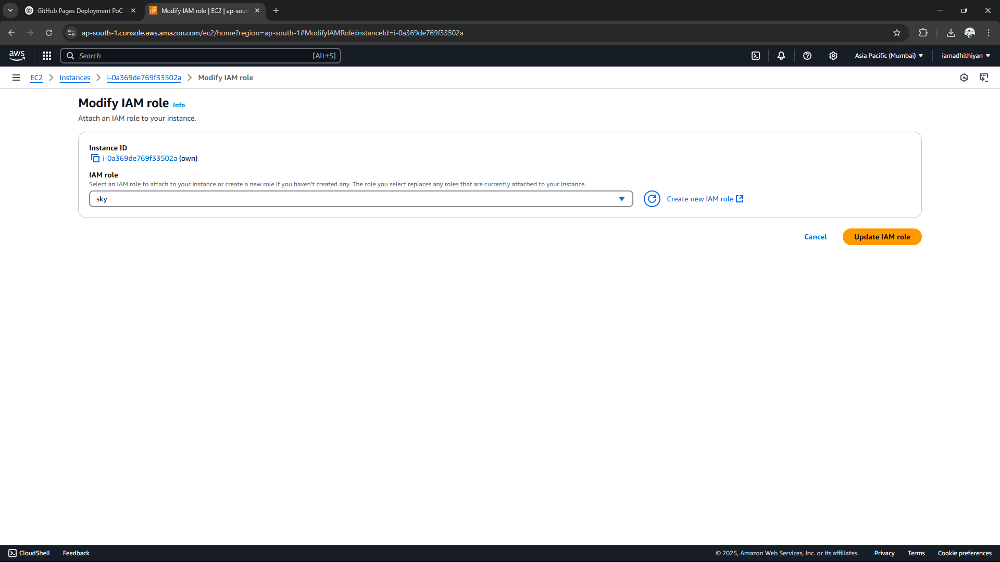 GitHub Pages Deployment PoC
Modify IAM role | EC2 | ap-sout
ap-south-1.console.aws.amazon.com/ec2/home?region=ap-south-1#ModifyIAMRole:instanceId=i-0a369de769f33502a
aws
Search [Alt+S]
Asia Pacific (Mumbai)
iamadhithiyan
EC2 Instances i-0a369de769f33502a Modify IAM role
Modify IAM role Info
Attach an IAM role to your instance.
Instance ID
i-0a369de769f33502a (own)
IAM role
Select an IAM role to attach to your instance or create a new role if you haven't created any. The role you select replaces any roles that are currently attached to your instance.
sky
Create new IAM role
Cancel Update IAM role
CloudShell Feedback © 2025, Amazon Web Services, Inc. or its affiliates. Privacy Terms Cookie preferences